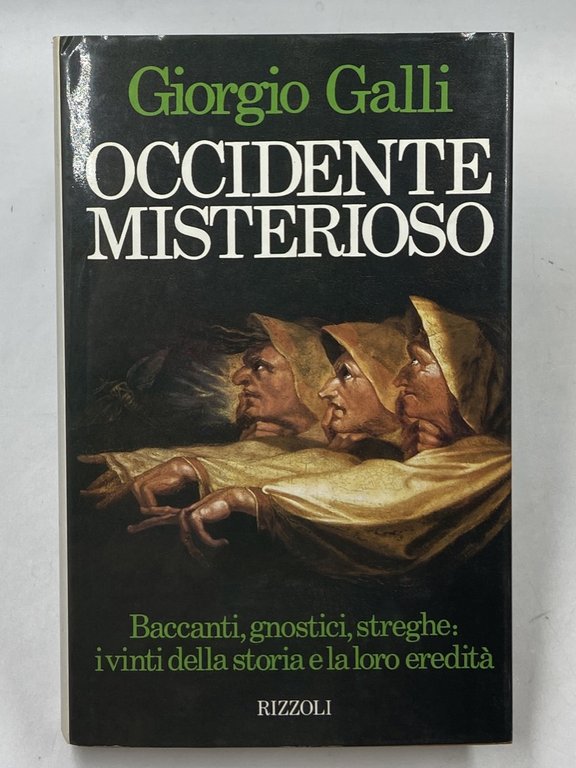 Giorgio Galli
OCCIDENTE
MISTERIOSO
Baccanti, gnostici, streghe:
i vinti della storia e la loro eredità
RIZZOLI